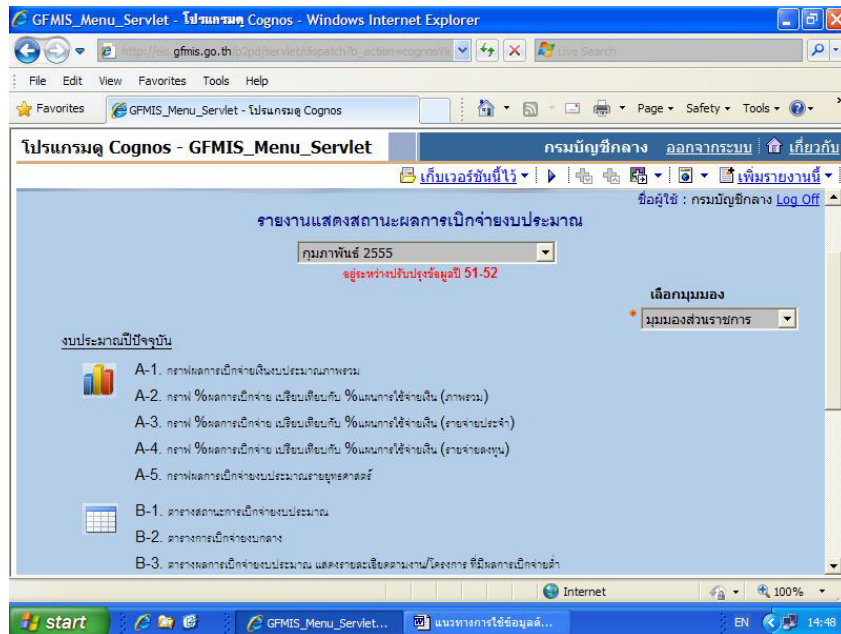 GFMIS_Menu_Servlet - โปรแกรมดู Cognos - Windows Internet Explorer
http://eis.gfmis.go.th/p2pd/servlet/dispatch?b_action=cognosVi
Live Search
File Edit View Favorites Tools Help
Favorites GFMIS_Menu_Servlet - โปรแกรมดู Cognos Page Safety Tools
โปรแกรมดู Cognos - GFMIS_Menu_Servlet กรมบัญชีกลาง ออกจากระบบ เกี่ยวกับ
เก็บเวอร์ชันนี้ไว้ เพิ่มรายงานนี้
ชื่อผู้ใช้ : กรมบัญชีกลาง Log Off
รายงานแสดงสถานะผลการเบิกจ่ายงบประมาณ
กุมภาพันธ์ 2555
อยู่ระหว่างปรับปรุงข้อมูลปี 51-52
เลือกมุมมอง
* มุมมองส่วนราชการ
งบประมาณปีปัจจุบัน
A-1. กราฟผลการเบิกจ่ายเงินงบประมาณภาพรวม
A-2. กราฟ %ผลการเบิกจ่าย เปรียบเทียบกับ %แผนการใช้จ่ายเงิน (ภาพรวม)
A-3. กราฟ %ผลการเบิกจ่าย เปรียบเทียบกับ %แผนการใช้จ่ายเงิน (รายจ่ายประจำ)
A-4. กราฟ %ผลการเบิกจ่าย เปรียบเทียบกับ %แผนการใช้จ่ายเงิน (รายจ่ายลงทุน)
A-5. กราฟผลการเบิกจ่ายงบประมาณรายยุทธศาสตร์
B-1. ตารางสถานะการเบิกจ่ายงบประมาณ
B-2. ตารางการเบิกจ่ายงบกลาง
B-3. ตารางผลการเบิกจ่ายงบประมาณ แสดงรายละเอียดตามงาน/โครงการ ที่มีผลการเบิกจ่ายต่ำ
Internet 100%
start GFMIS_Menu_Servlet... แนวทางการใช้ข้อมูลด้... EN 14:48